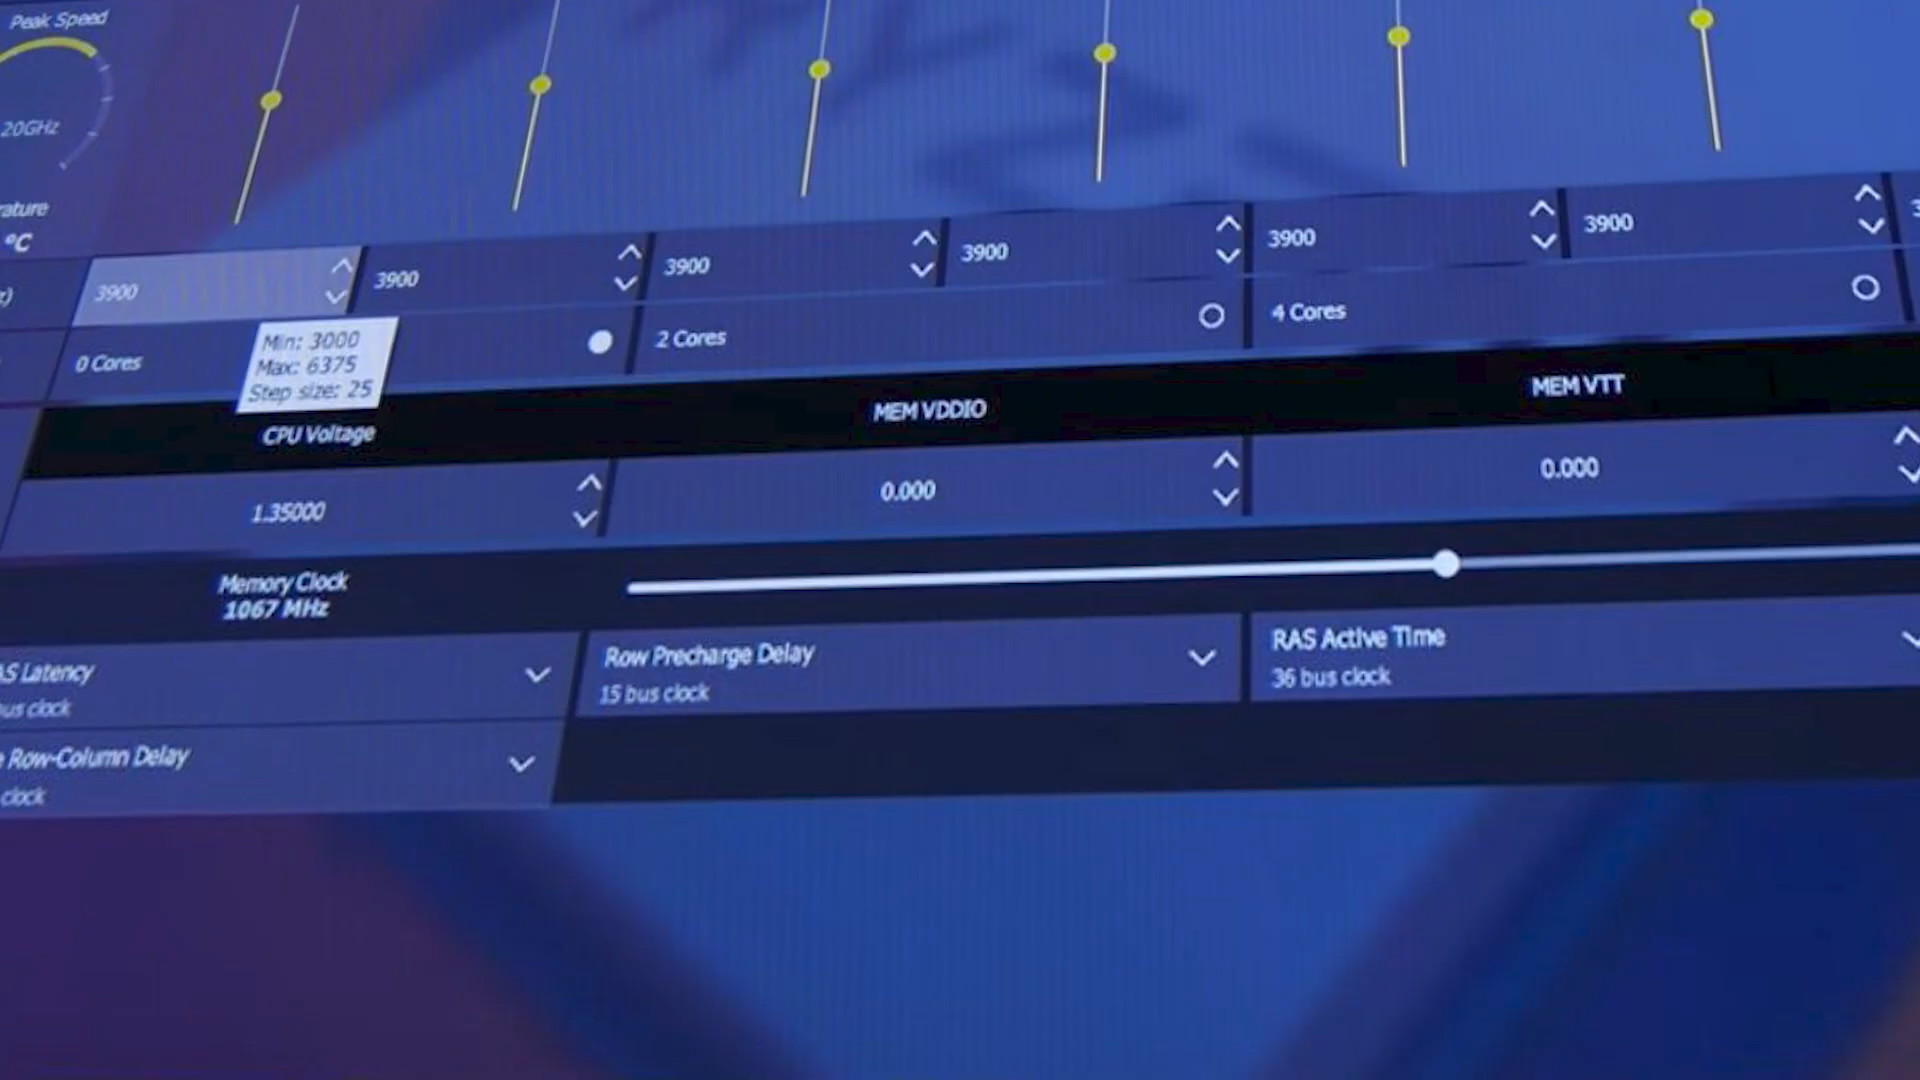 Peak Speed
20GHz
rature
°C
z)
3900 3900 3900 3900 3900 3900
0 Cores 2 Cores 4 Cores
Min: 3000
Max: 6375
Step size: 25
CPU Voltage MEM VDDIO MEM VTT
1.35000 0.000 0.000
Memory Clock
1067 MHz
AS Latency
us clock
Row Precharge Delay
15 bus clock
RAS Active Time
36 bus clock
e Row-Column Delay
clock